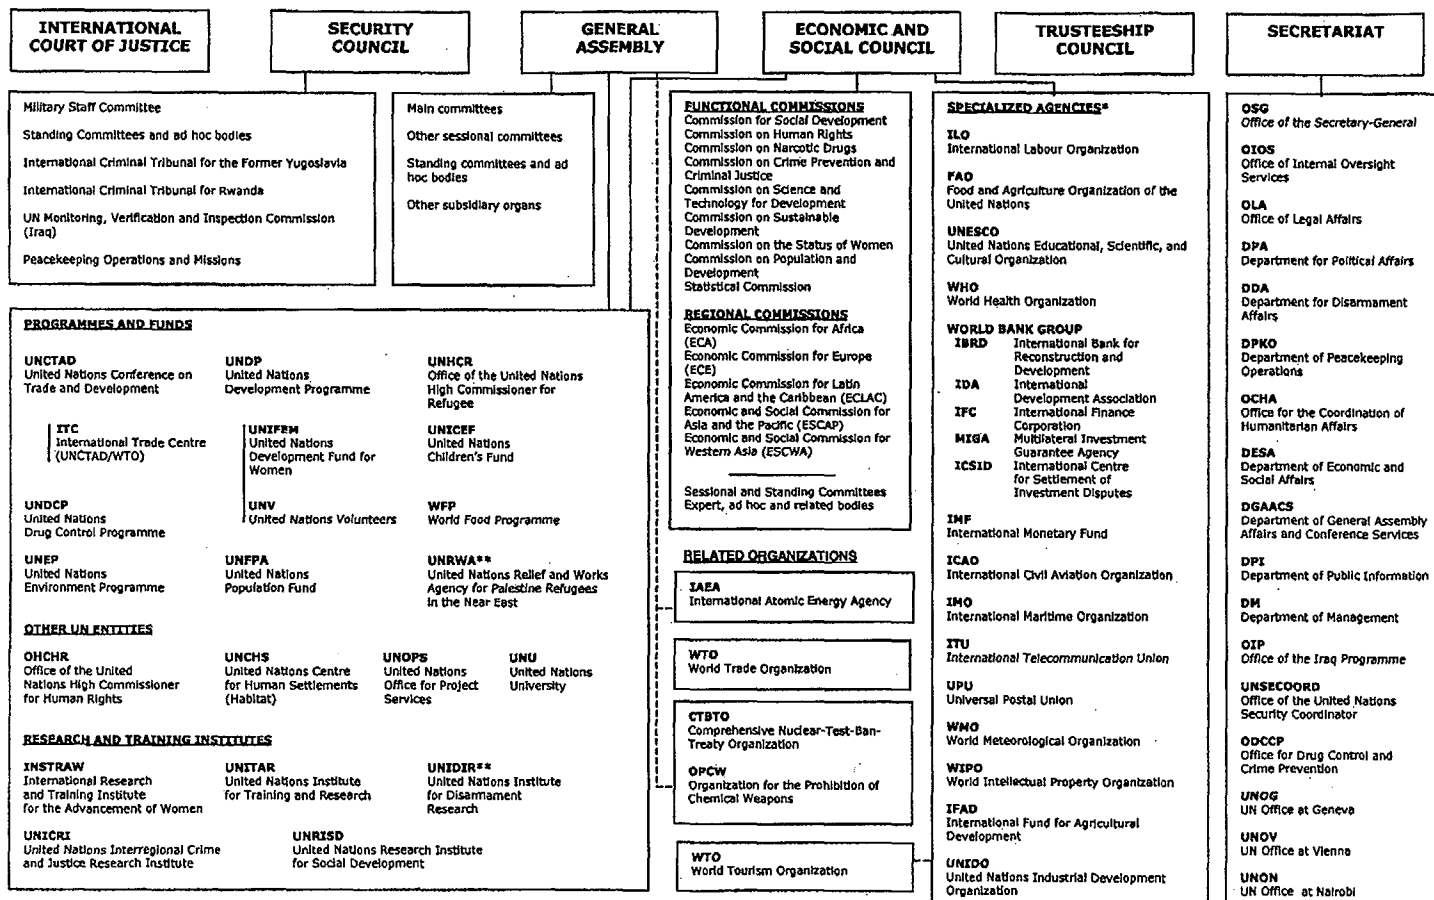 INTERNATIONAL
COURT OF JUSTICE
SECURITY
COUNCIL
GENERAL
ASSEMBLY
ECONOMIC AND
SOCIAL COUNCIL
TRUSTEESHIP
COUNCIL
SECRETARIAT
Military Staff Committee
Standing Committees and ad hoc bodies
International Criminal Tribunal for the Former Yugoslavia
International Criminal Tribunal for Rwanda
UN Monitoring, Verification and Inspection Commission
(Iraq)
Peacekeeping Operations and Missions
Main committees
Other sessional committees
Standing committees and ad
hoc bodies
Other subsidiary organs
PROGRAMMES AND FUNDS
UNCTAD
United Nations Conference on
Trade and Development
UNDP
United Nations
Development Programme
UNHCR
Office of the United Nations
High Commissioner for
Refugee
ITC
International Trade Centre
(UNCTAD/WTO)
UNIFEM
United Nations
Development Fund for
Women
UNICEF
United Nations
Children's Fund
UNDCP
United Nations
Drug Control Programme
UNV
United Nations Volunteers
WFP
World Food Programme
UNEP
United Nations
Environment Programme
UNFPA
United Nations
Population Fund
UNRWA**
United Nations Relief and Works
Agency for Palestine Refugees
in the Near East
OTHER UN ENTITIES
OHCHR
Office of the United
Nations High Commissioner
for Human Rights
UNCHS
United Nations Centre
for Human Settlements
(Habitat)
UNOPS
United Nations
Office for Project
Services
UNU
United Nations
University
RESEARCH AND TRAINING INSTITUTES
INSTRAW
International Research
and Training Institute
for the Advancement of Women
UNITAR
United Nations Institute
for Training and Research
UNIDIR**
United Nations Institute
for Disarmament
Research
UNICRI
United Nations Interregional Crime
and Justice Research Institute
UNRISD
United Nations Research Institute
for Social Development
FUNCTIONAL COMMISSIONS
Commission for Social Development
Commission on Human Rights
Commission on Narcotic Drugs
Commission on Crime Prevention and
Criminal Justice
Commission on Science and
Technology for Development
Commission on Sustainable
Development
Commission on the Status of Women
Commission on Population and
Development
Statistical Commission
REGIONAL COMMISSIONS
Economic Commission for Africa
(ECA)
Economic Commission for Europe
(ECE)
Economic Commission for Latin
America and the Caribbean (ECLAC)
Economic and Social Commission for
Asia and the Pacific (ESCAP)
Economic and Social Commission for
Western Asia (ESCWA)
Sessional and Standing Committees
Expert, ad hoc and related bodies
RELATED ORGANIZATIONS
IAEA
International Atomic Energy Agency
WTO
World Trade Organization
CTBTO
Comprehensive Nuclear-Test-Ban-
Treaty Organization
OPCW
Organization for the Prohibition of
Chemical Weapons
WTO
World Tourism Organization
SPECIALIZED AGENCIES*
ILO
International Labour Organization
FAO
Food and Agriculture Organization of the
United Nations
UNESCO
United Nations Educational, Scientific, and
Cultural Organization
WHO
World Health Organization
WORLD BANK GROUP
IBRD International Bank for
Reconstruction and
Development
IDA International
Development Association
IFC International Finance
Corporation
MIGA Multilateral Investment
Guarantee Agency
ICSID International Centre
for Settlement of
Investment Disputes
IMF
International Monetary Fund
ICAO
International Civil Aviation Organization
IMO
International Maritime Organization
ITU
International Telecommunication Union
UPU
Universal Postal Union
WMO
World Meteorological Organization
WIPO
World Intellectual Property Organization
IFAD
International Fund for Agricultural
Development
UNIDO
United Nations Industrial Development
Organization
OSG
Office of the Secretary-General
OIOS
Office of Internal Oversight
Services
OLA
Office of Legal Affairs
DPA
Department for Political Affairs
DDA
Department for Disarmament
Affairs
DPKO
Department of Peacekeeping
Operations
OCHA
Office for the Coordination of
Humanitarian Affairs
DESA
Department of Economic and
Social Affairs
DGAACS
Department of General Assembly
Affairs and Conference Services
DPI
Department of Public Information
DM
Department of Management
OIP
Office of the Iraq Programme
UNSECOORD
Office of the United Nations
Security Coordinator
ODCCP
Office for Drug Control and
Crime Prevention
UNOG
UN Office at Geneva
UNOV
UN Office at Vienna
UNON
UN Office at Nairobi